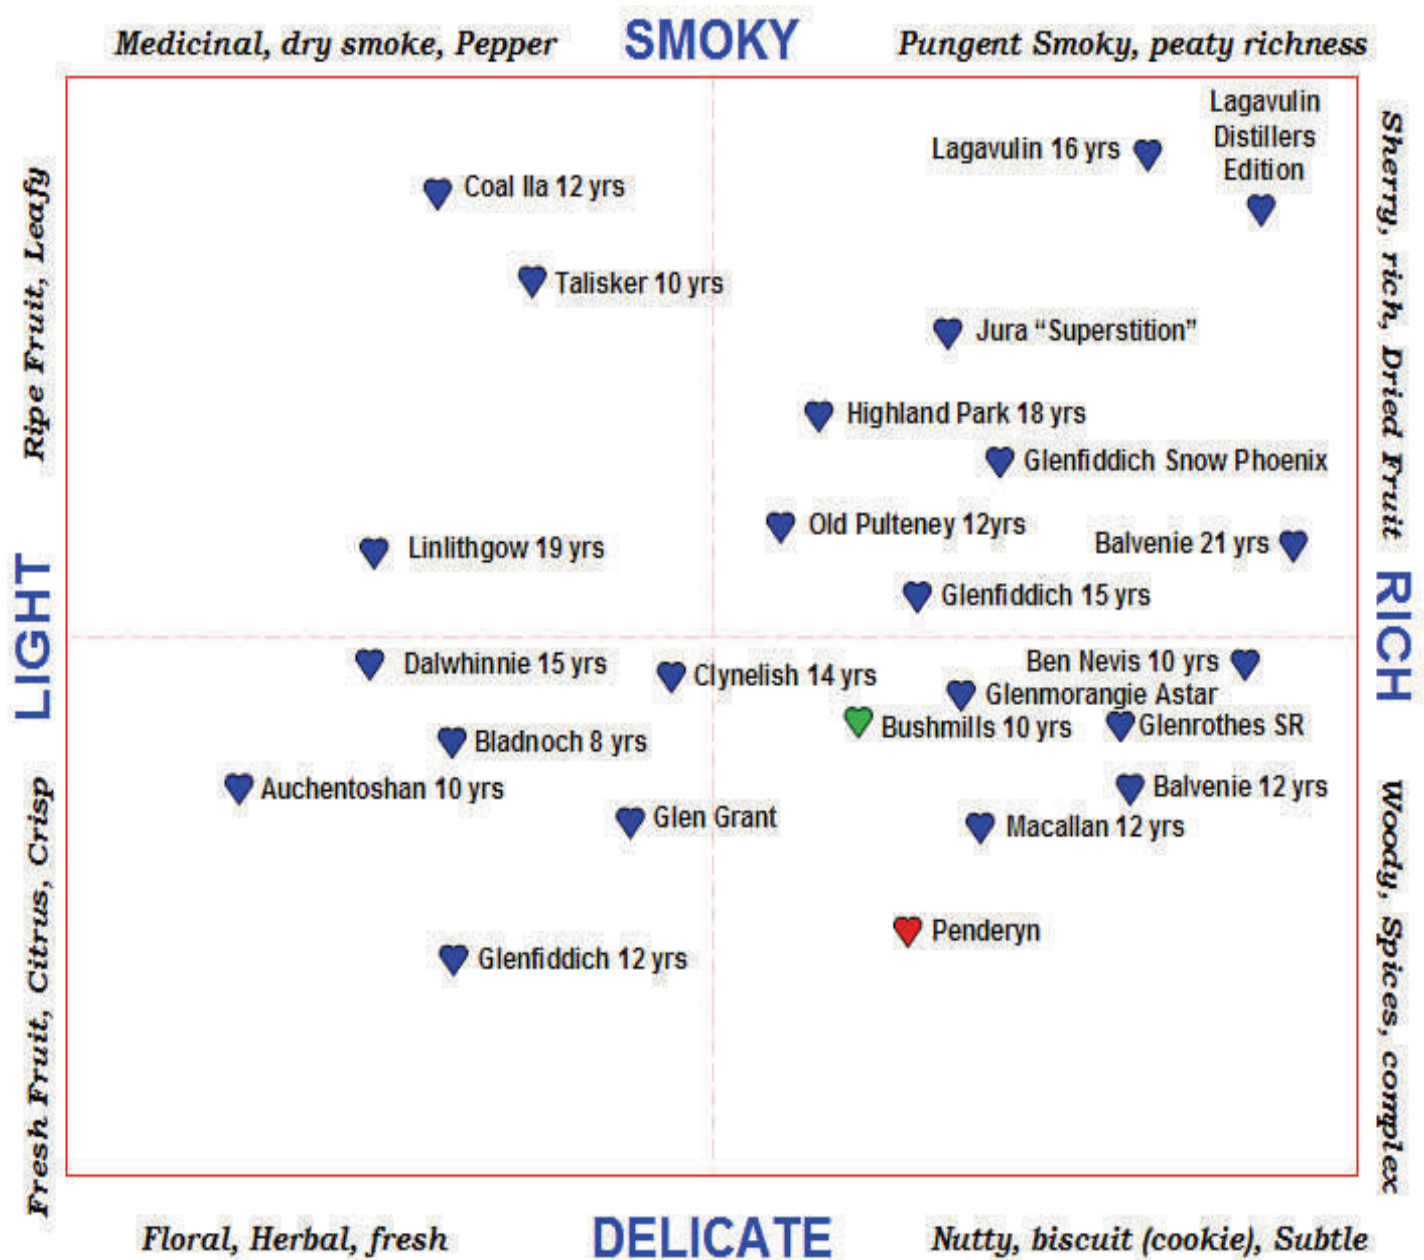 Medicinal, dry smoke, Pepper
SMOKY
Pungent Smoky, peaty richness
Ripe Fruit, Leafy
LIGHT
Fresh Fruit, Citrus, Crisp
Sherry, rich, Dried Fruit
RICH
Woody, Spices, complex
Lagavulin
Distillers
Edition
Lagavulin 16 yrs
Coal Ila 12 yrs
Talisker 10 yrs
Jura “Superstition”
Highland Park 18 yrs
Glenfiddich Snow Phoenix
Old Pulteney 12yrs
Balvenie 21 yrs
Linlithgow 19 yrs
Glenfiddich 15 yrs
Dalwhinnie 15 yrs
Clynelish 14 yrs
Ben Nevis 10 yrs
Glenmorangie Astar
Bushmills 10 yrs
Glenrothes SR
Bladnoch 8 yrs
Auchentoshan 10 yrs
Balvenie 12 yrs
Glen Grant
Macallan 12 yrs
Penderyn
Glenfiddich 12 yrs
Floral, Herbal, fresh
DELICATE
Nutty, biscuit (cookie), Subtle